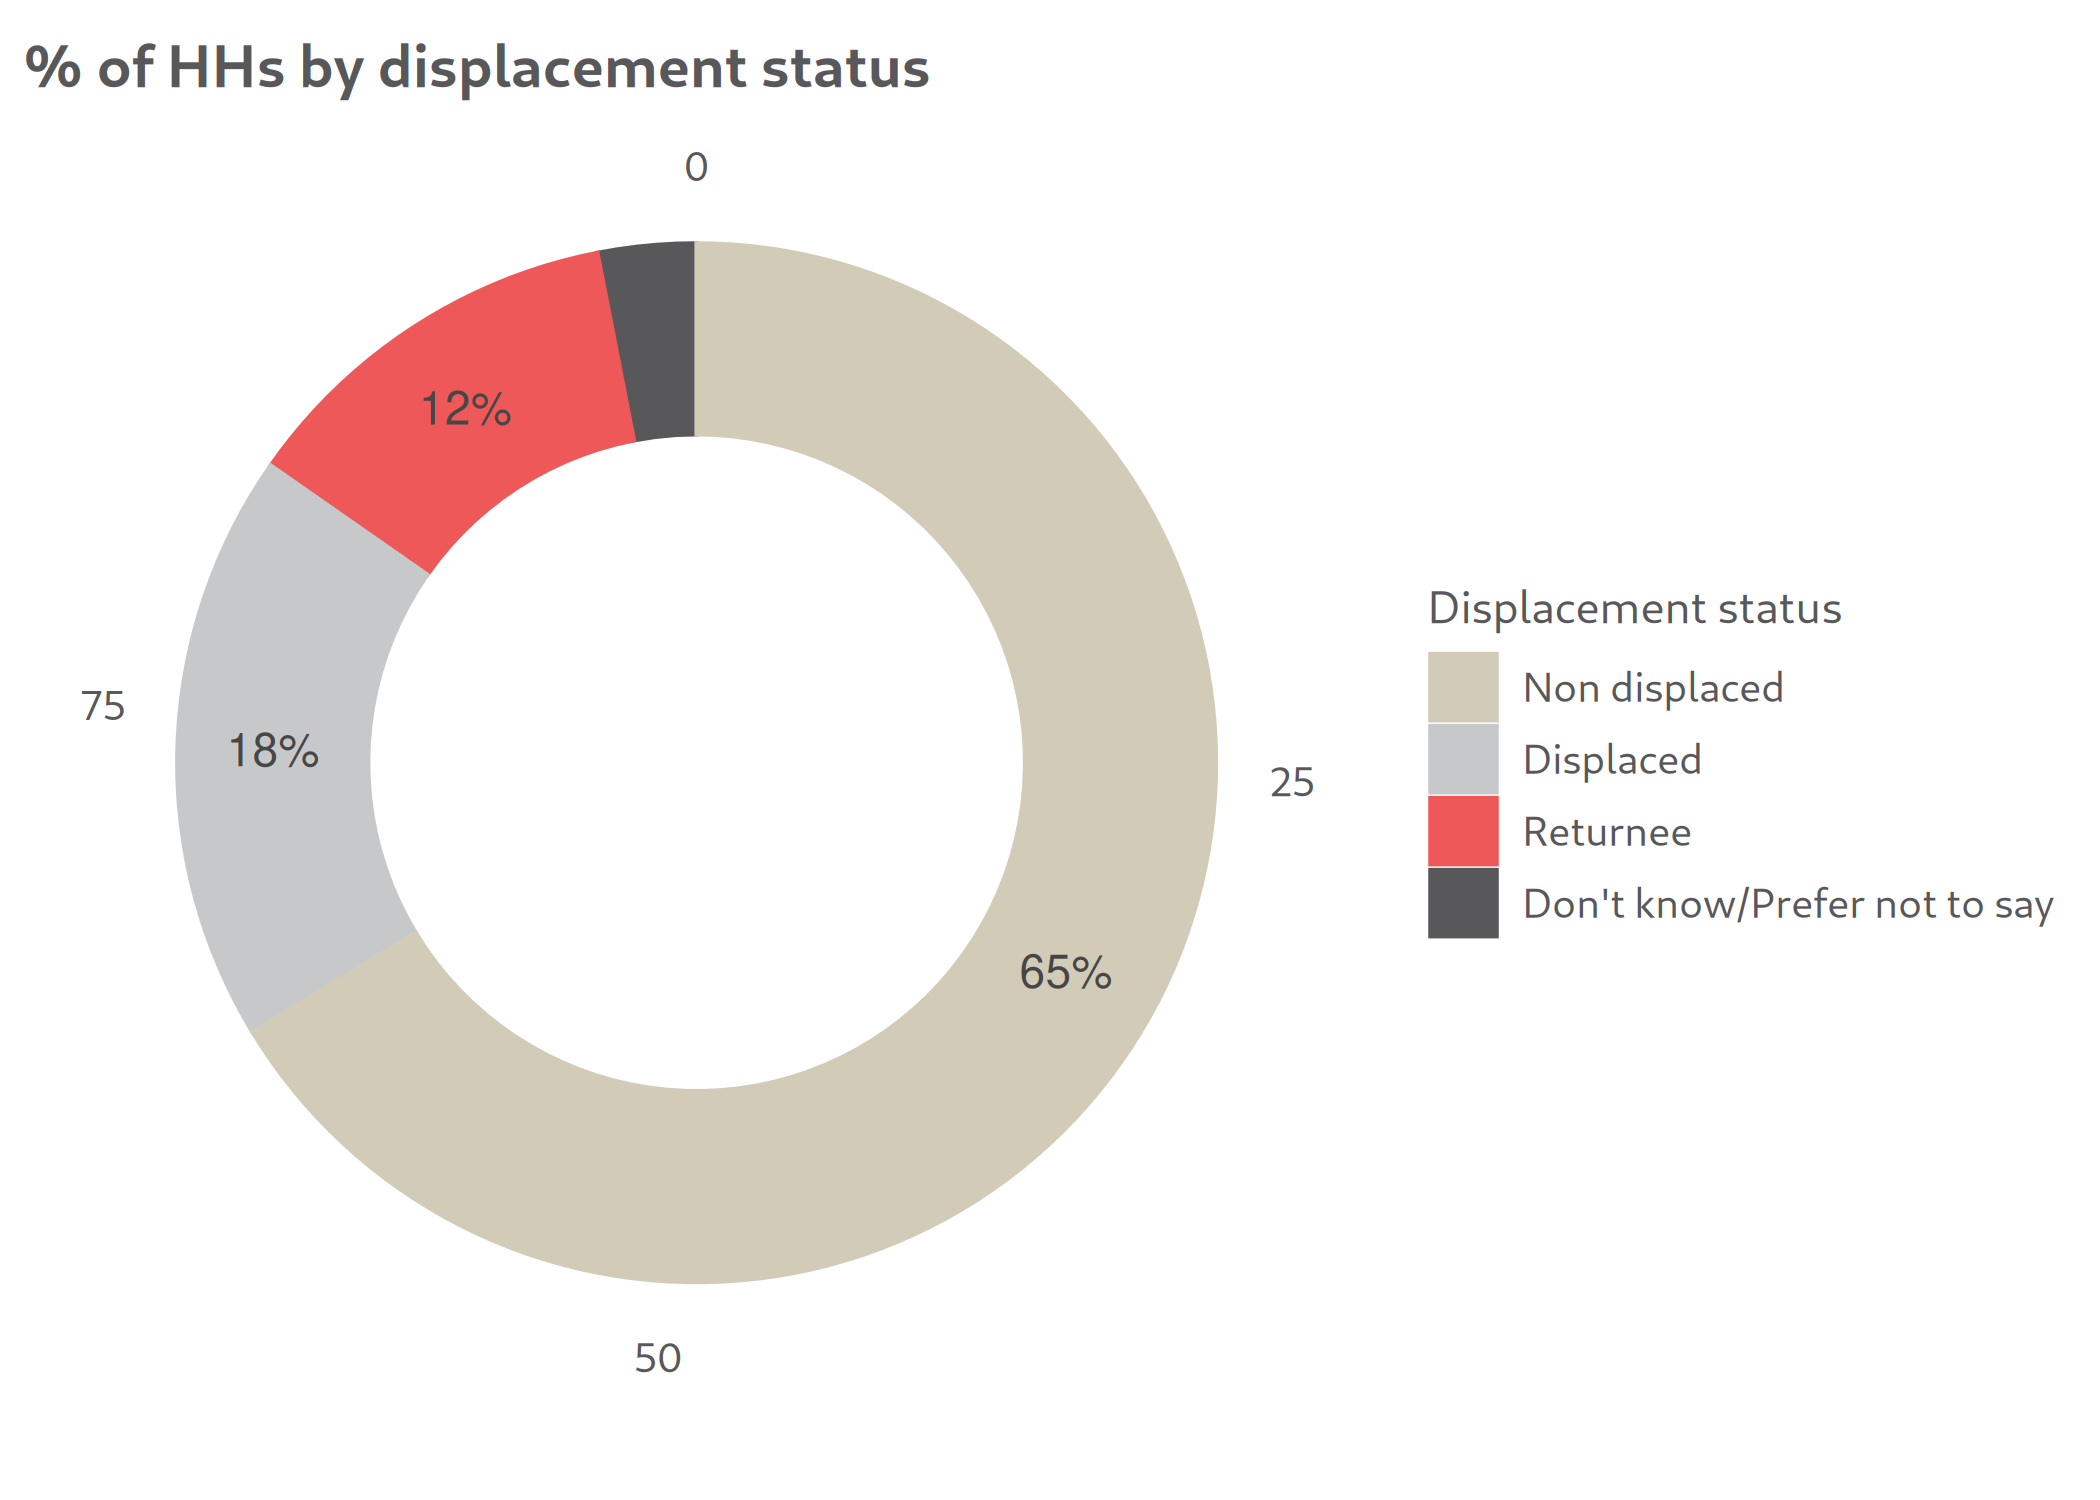 % of HHs by displacement status
0
12%
75
18%
25
65%
50
Displacement status
Non displaced
Displaced
Returnee
Don't know/Prefer not to say